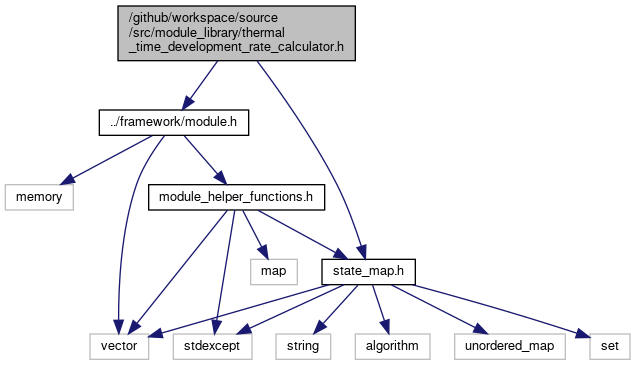 /github/workspace/source
/src/module_library/thermal
_time_development_rate_calculator.h
../framework/module.h
memory
module_helper_functions.h
map
state_map.h
vector
stdexcept
string
algorithm
unordered_map
set